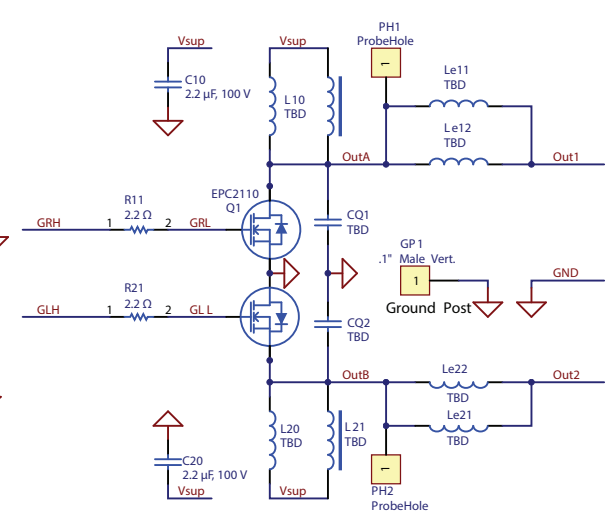 PH1
ProbeHole
Vsup
Vsup
1
C10
2.2 µF, 100 V
L10
TBD
Le11
TBD
Le12
TBD
OutA
Out1
EPC2110
Q1
R11
2.2 Ω
GRH
1
2
GRL
CQ1
TBD
GP1
.1" Male Vert.
1
GND
Ground Post
R21
2.2 Ω
GLH
1
2
GL L
CQ2
TBD
OutB
Le22
TBD
Out2
Le21
TBD
L20
TBD
L21
TBD
C20
2.2 µF, 100 V
Vsup
Vsup
1
PH2
ProbeHole